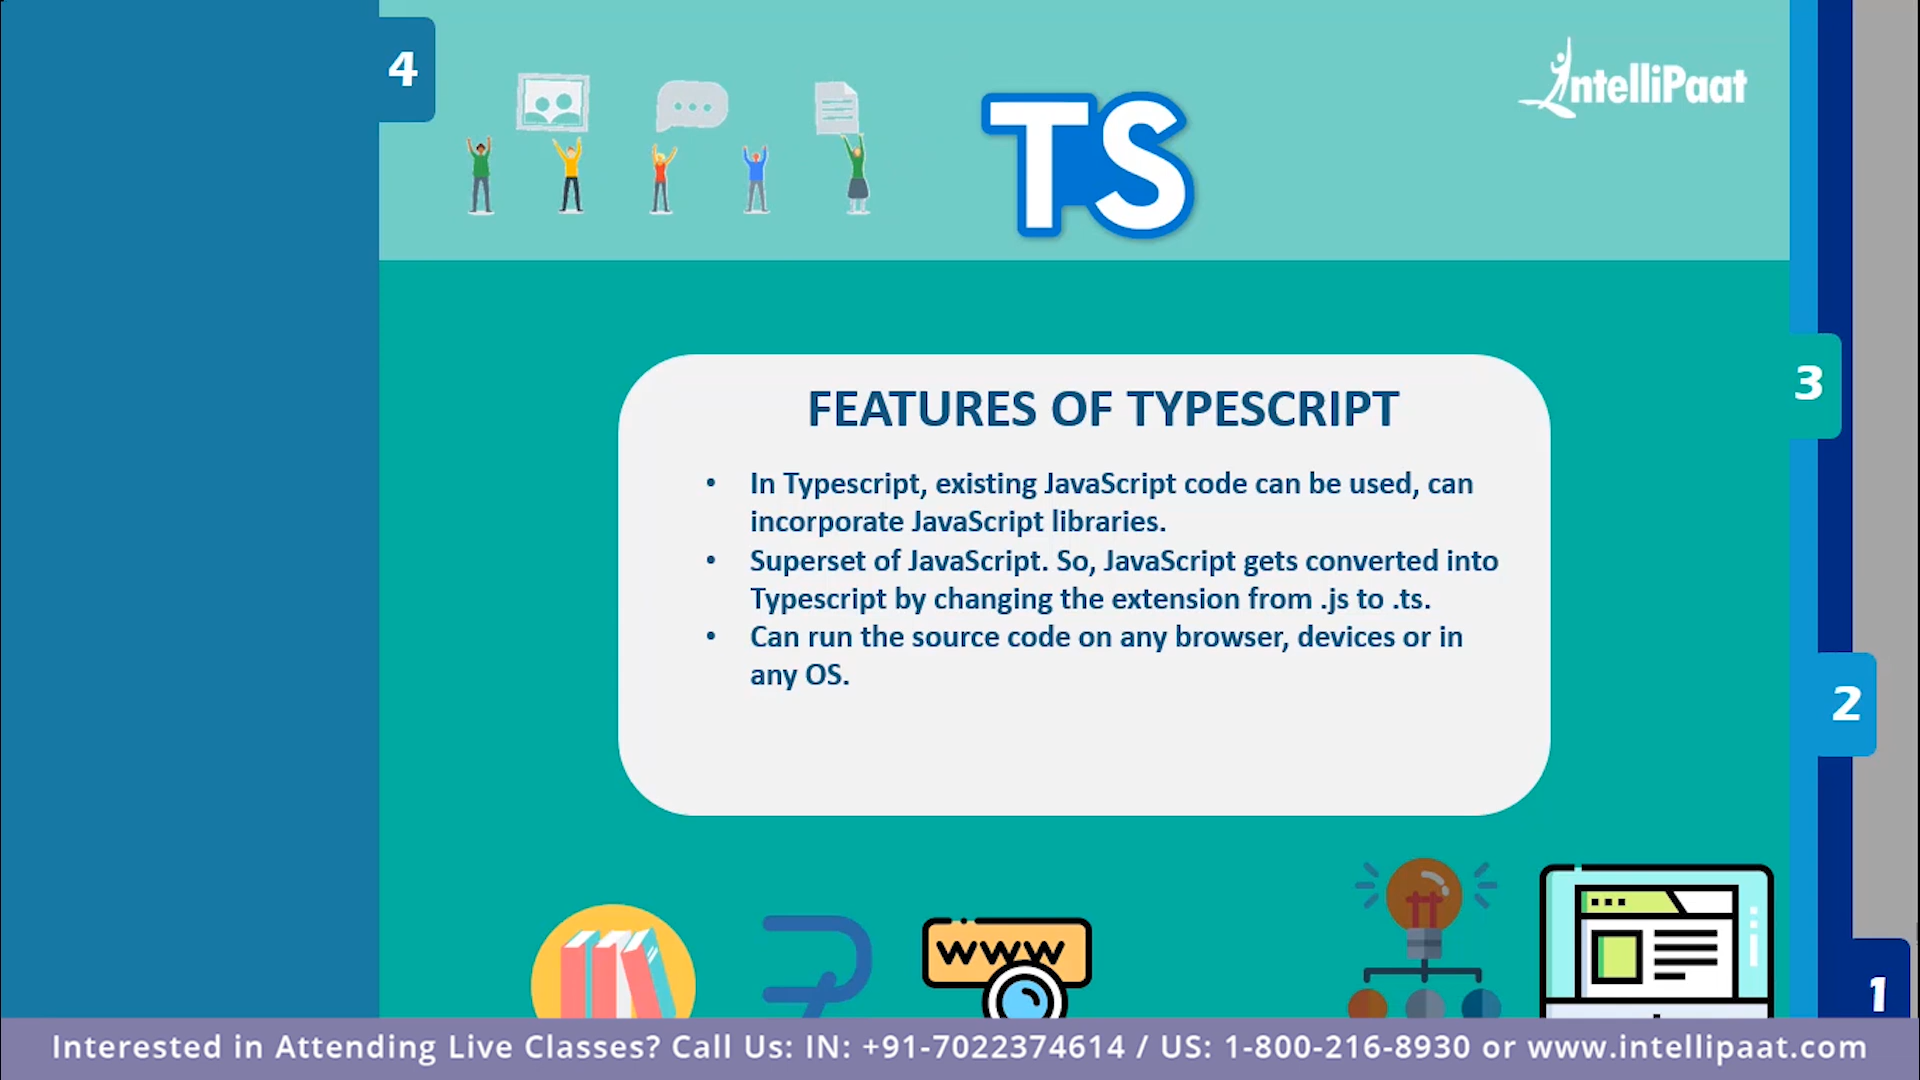 4
TS
IntelliPaat
FEATURES OF TYPESCRIPT
• In Typescript, existing JavaScript code can be used, can
incorporate JavaScript libraries.
• Superset of JavaScript. So, JavaScript gets converted into
Typescript by changing the extension from .js to .ts.
• Can run the source code on any browser, devices or in
any OS.
3
2
www
1
Interested in Attending Live Classes? Call Us: IN: +91-7022374614 / US: 1-800-216-8930 or www.intellipaat.com